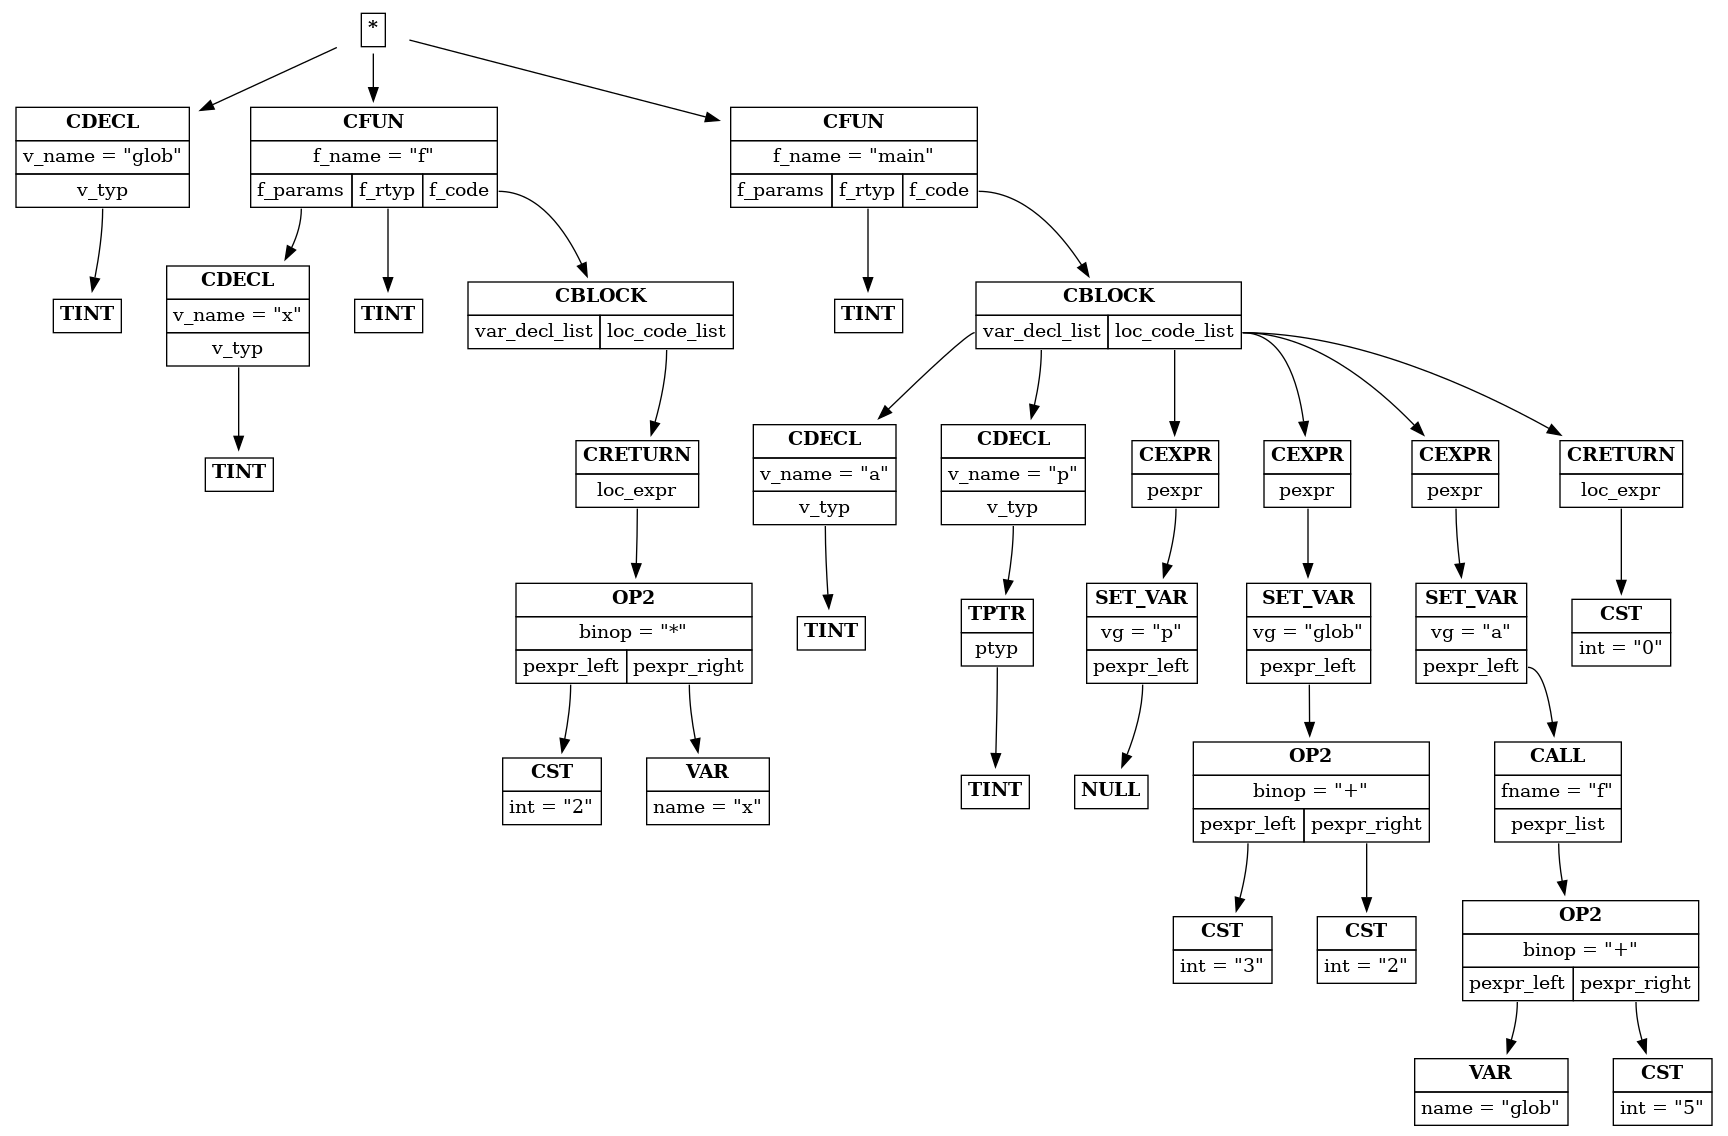 *
CDECL
v_name = "glob"
v_typ
CFUN
f_name = "f"
f_params f_rtyp f_code
CFUN
f_name = "main"
f_params f_rtyp f_code
TINT
CDECL
v_name = "x"
v_typ
TINT
CBLOCK
var_decl_list loc_code_list
TINT
CBLOCK
var_decl_list loc_code_list
TINT
CRETURN
loc_expr
CDECL
v_name = "a"
v_typ
CDECL
v_name = "p"
v_typ
CEXPR
pexpr
CEXPR
pexpr
CEXPR
pexpr
CRETURN
loc_expr
OP2
binop = "*"
pexpr_left pexpr_right
TINT
TPTR
ptyp
SET_VAR
vg = "p"
pexpr_left
SET_VAR
vg = "glob"
pexpr_left
SET_VAR
vg = "a"
pexpr_left
CST
int = "0"
CST
int = "2"
VAR
name = "x"
TINT
NULL
OP2
binop = "+"
pexpr_left pexpr_right
CALL
fname = "f"
pexpr_list
CST
int = "3"
CST
int = "2"
OP2
binop = "+"
pexpr_left pexpr_right
VAR
name = "glob"
CST
int = "5"